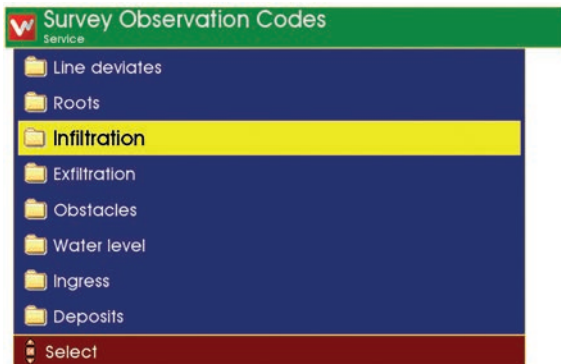 Survey Observation Codes
Service
Line deviates
Roots
Infiltration
Exfiltration
Obstacles
Water level
Ingress
Deposits
Select